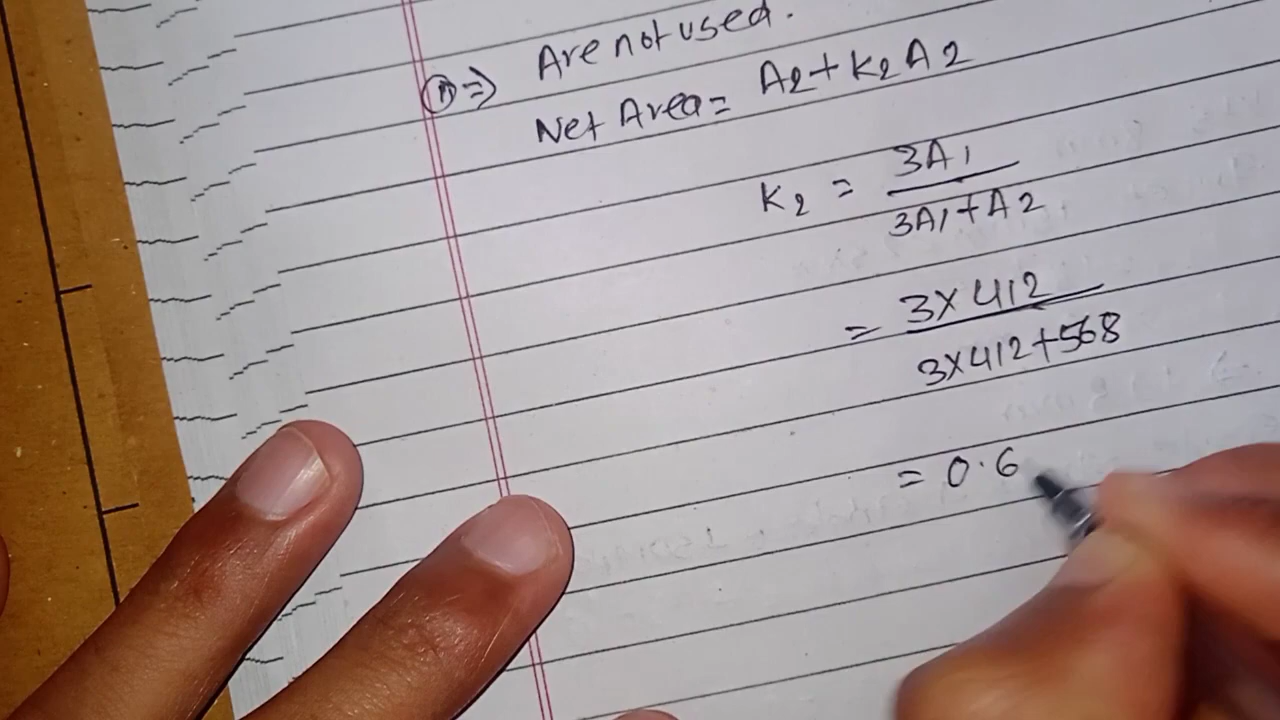 Are not used.
⇒ Net Area = A2 + K2 A2
K2 = 3A1 / 3A1 + A2
= 3 × 412 / 3 × 412 + 568
= 0.6